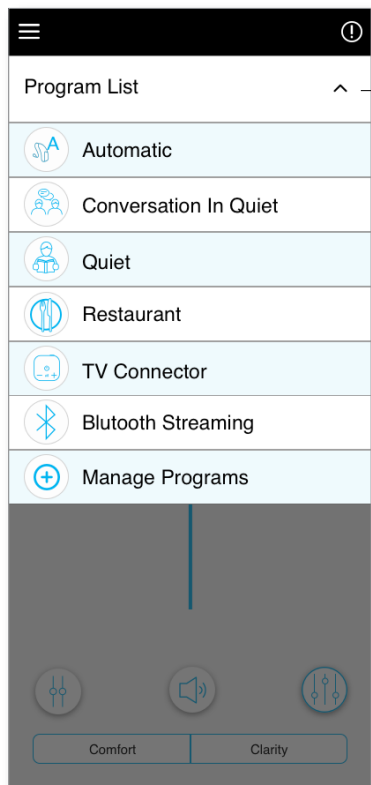 Program List
A
Automatic
Conversation In Quiet
Quiet
Restaurant
TV Connector
Blutooth Streaming
Manage Programs
Comfort
Clarity